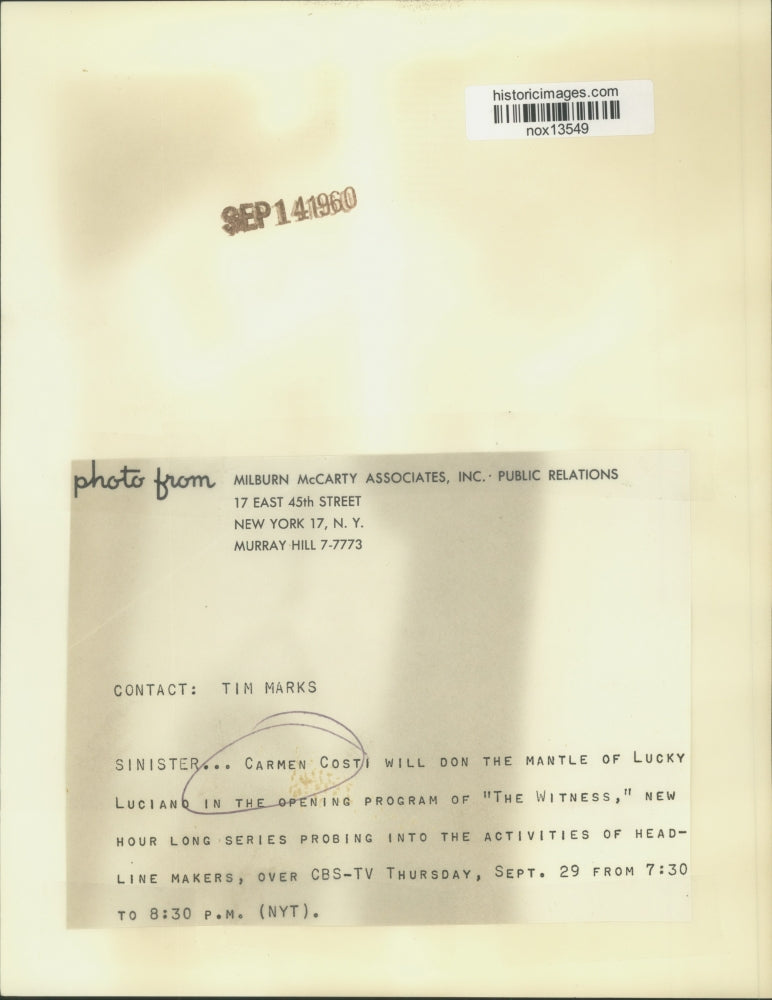 historicimages.com
nox13549
SEP 14 1960
photo from MILBURN McCARTY ASSOCIATES, INC. · PUBLIC RELATIONS
17 EAST 45th STREET
NEW YORK 17, N. Y.
MURRAY HILL 7-7773
CONTACT: TIM MARKS
SINISTER... CARMEN COSTI WILL DON THE MANTLE OF LUCKY
LUCIANO IN THE OPENING PROGRAM OF "THE WITNESS," NEW
HOUR LONG SERIES PROBING INTO THE ACTIVITIES OF HEAD-
LINE MAKERS, OVER CBS-TV THURSDAY, SEPT. 29 FROM 7:30
TO 8:30 P.M. (NYT).